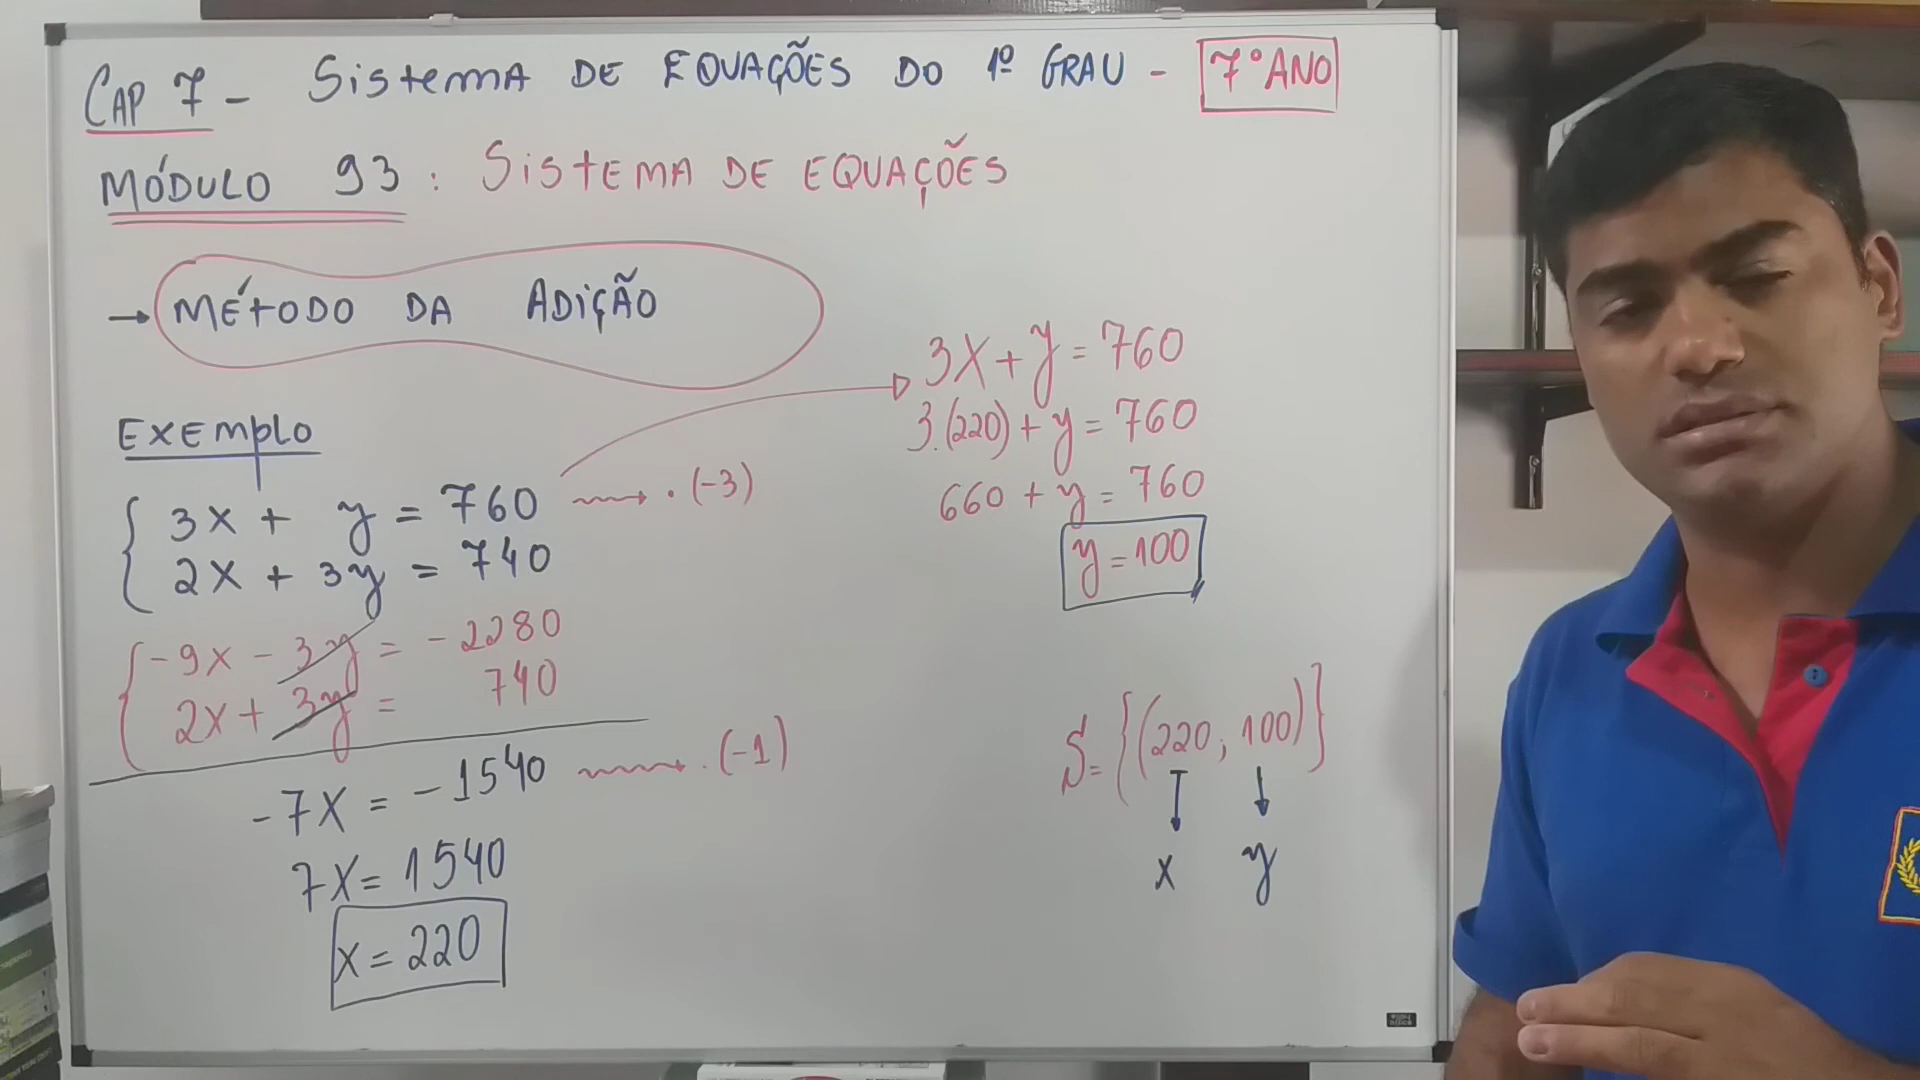 CAP 7 - SistemA DE EQUAÇÕES DO 1º GRAU - 7º ANO
MÓDULO 93 : SisTEMA DE EQUAÇÕES
→ MÉTODO DA ADiÇÃO
EXEmplo
3x + y = 760 → . (-3)
2x + 3y = 740
-9x - 3y = -2280
2x + 3y = 740
-7x = -1540 → . (-1)
7x = 1540
x = 220
3x + y = 760
3.(220) + y = 760
660 + y = 760
y = 100
S = {(220, 100)}
x y